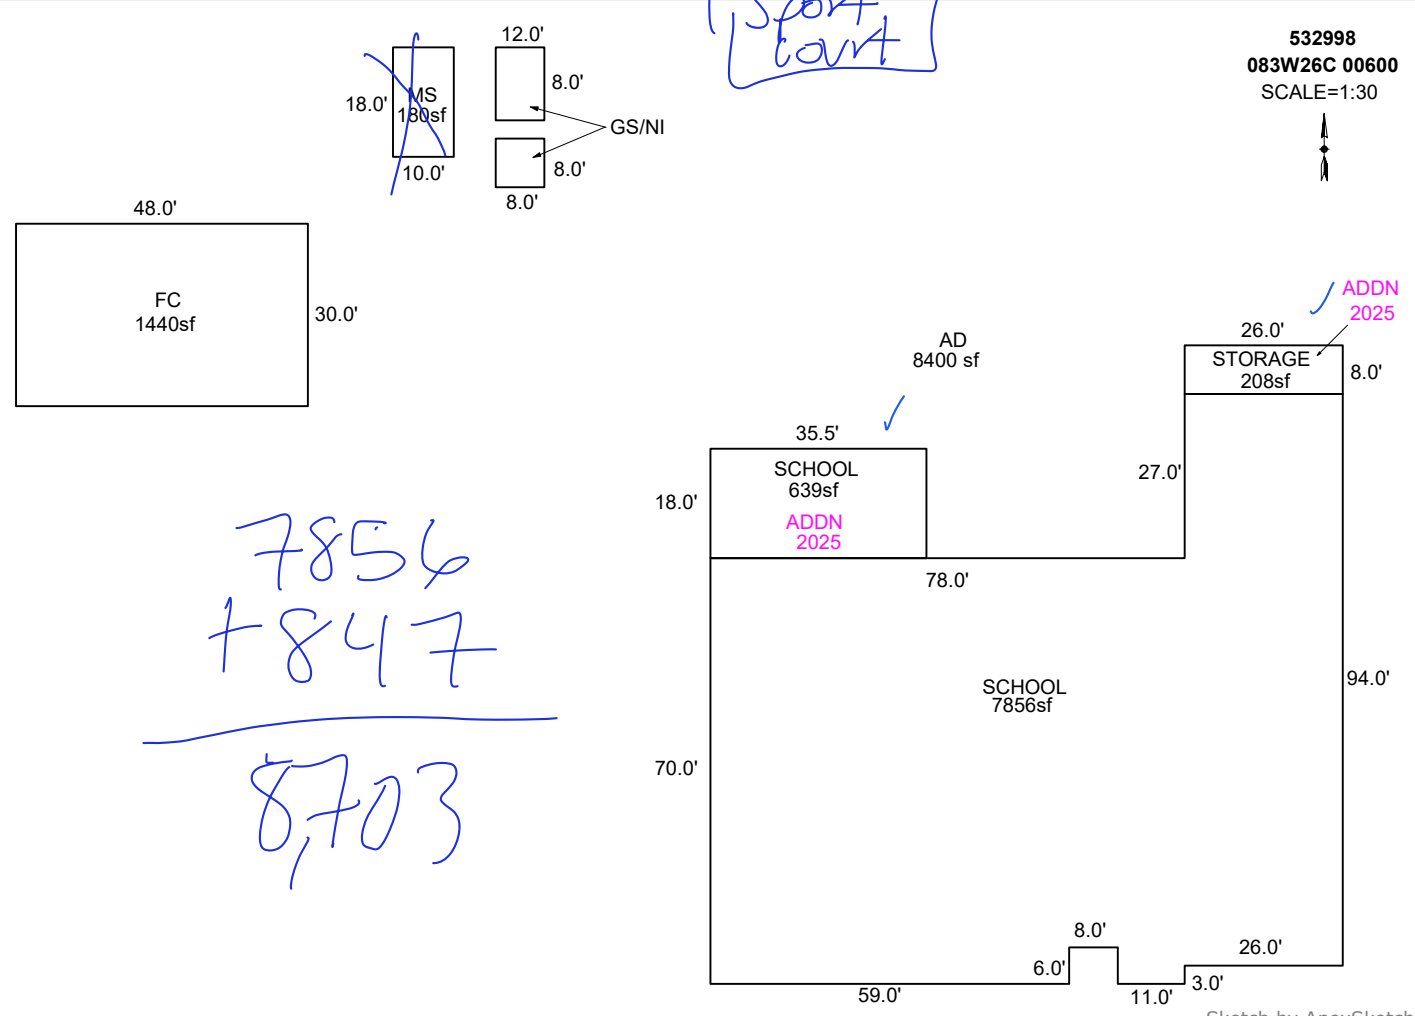 Sport
court
532998
083W26C 00600
SCALE=1:30
12.0'
8.0'
MS
180sf
18.0'
10.0'
GS/NI
8.0'
8.0'
48.0'
FC
1440sf
30.0'
ADDN
2025
26.0'
STORAGE
208sf
8.0'
AD
8400 sf
35.5'
SCHOOL
639sf
ADDN
2025
18.0'
27.0'
78.0'
7856
+847
8,703
SCHOOL
7856sf
94.0'
70.0'
8.0'
6.0'
26.0'
3.0'
59.0'
11.0'
Sketch by ApexSketch